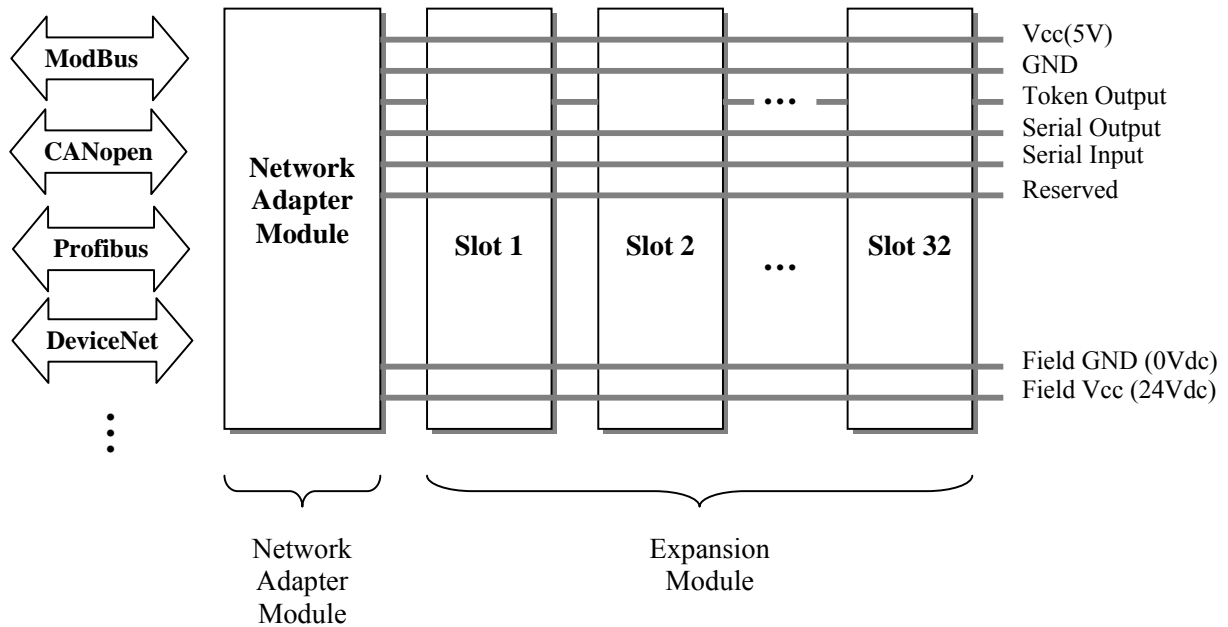 ModBus
CANopen
Profibus
DeviceNet
Network
Adapter
Module
Slot 1
Slot 2
...
Slot 32
...
Vcc(5V)
GND
Token Output
Serial Output
Serial Input
Reserved
Field GND (0Vdc)
Field Vcc (24Vdc)
Network
Adapter
Module
Expansion
Module